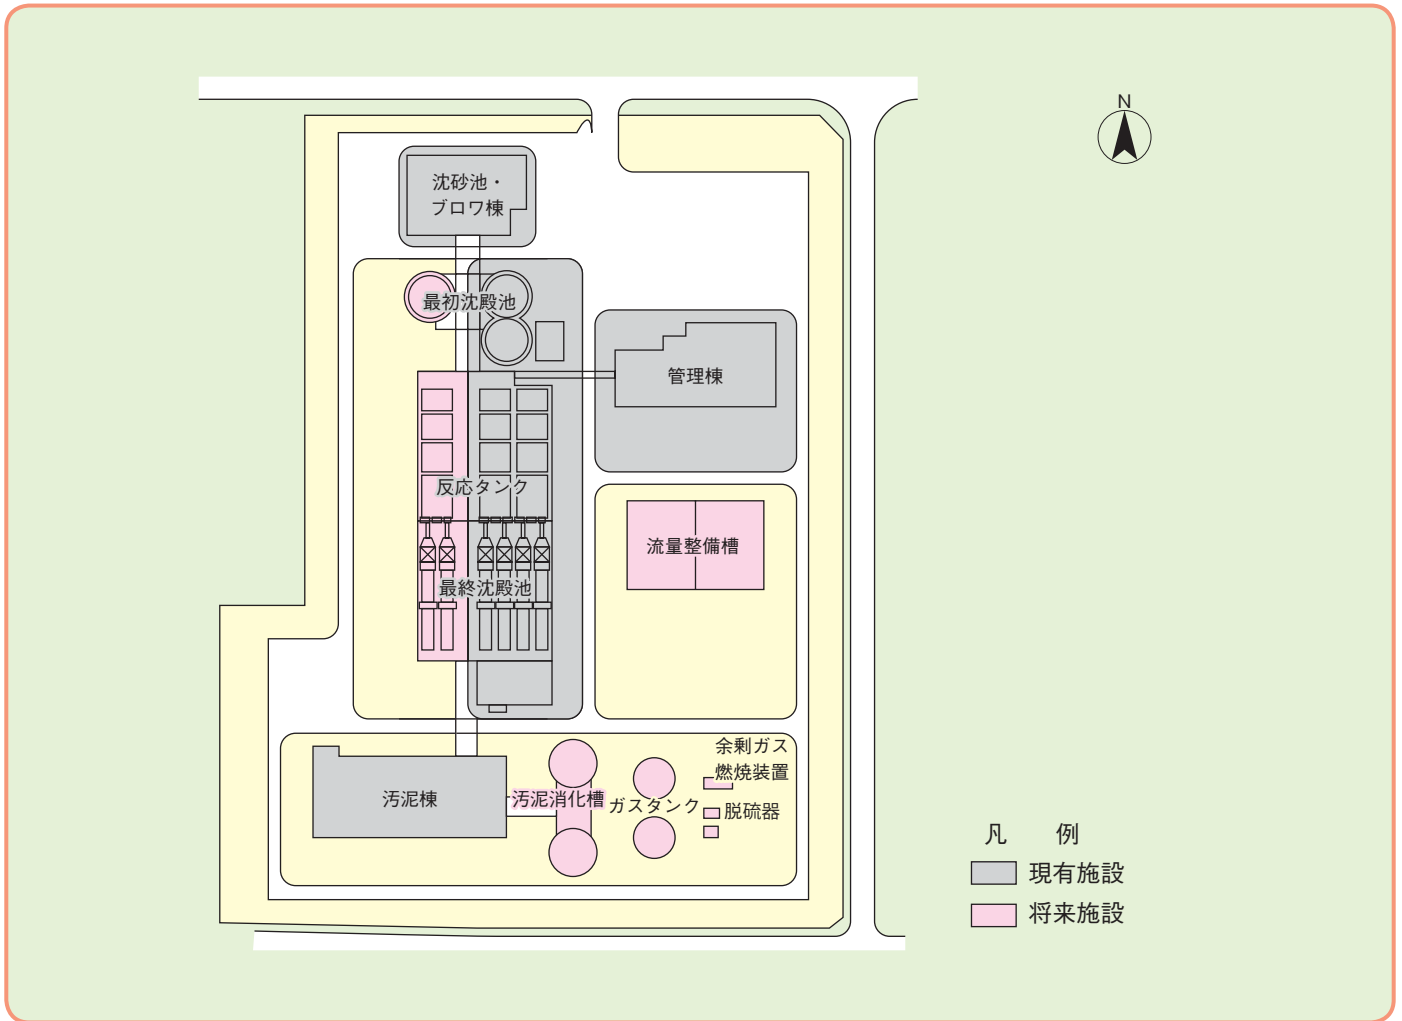 N
沈砂池・
ブロワ棟
最初沈殿池
管理棟
反応タンク
流量整備槽
最終沈殿池
余剰ガス
燃焼装置
汚泥棟
汚泥消化槽
ガスタンク
脱硫器
凡　例
現有施設
将来施設